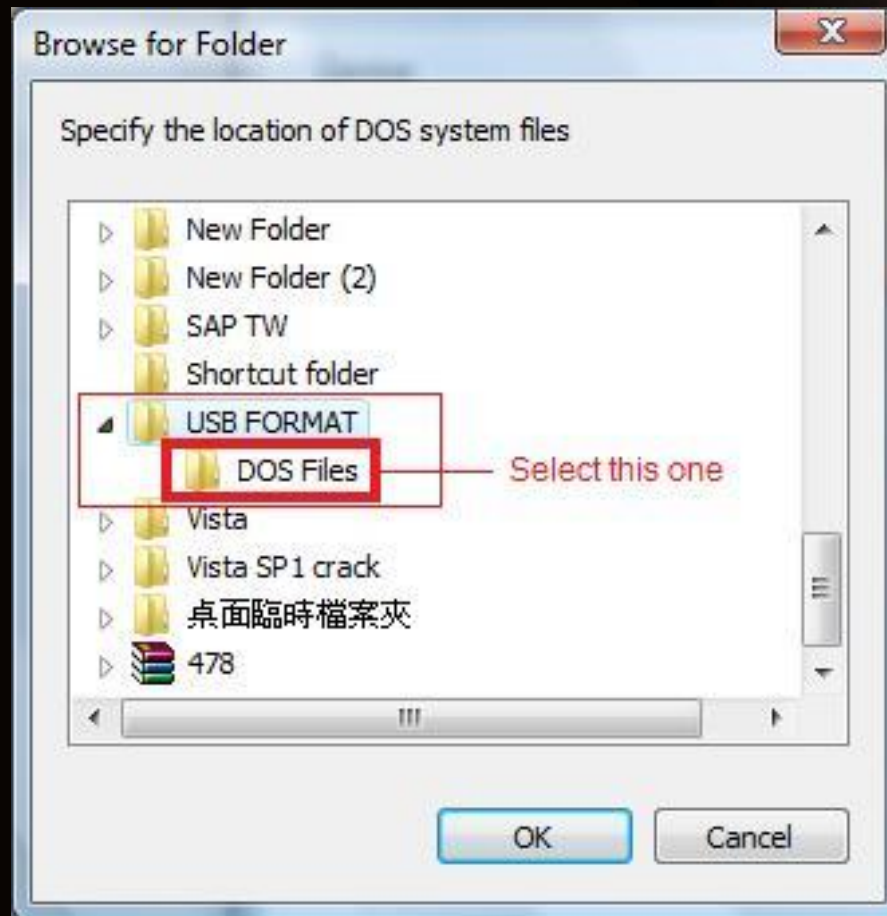 Browse for Folder
Specify the location of DOS system files
New Folder
New Folder (2)
SAP TW
Shortcut folder
USB FORMAT
DOS Files
Select this one
Vista
Vista SP1 crack
桌面臨時檔案夾
478
OK
Cancel